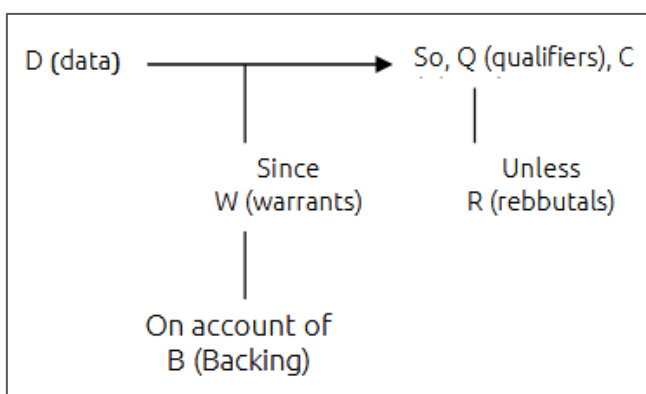 D (data)
So, Q (qualifiers), C
Since
W (warrants)
Unless
R (rebbutals)
On account of
B (Backing)